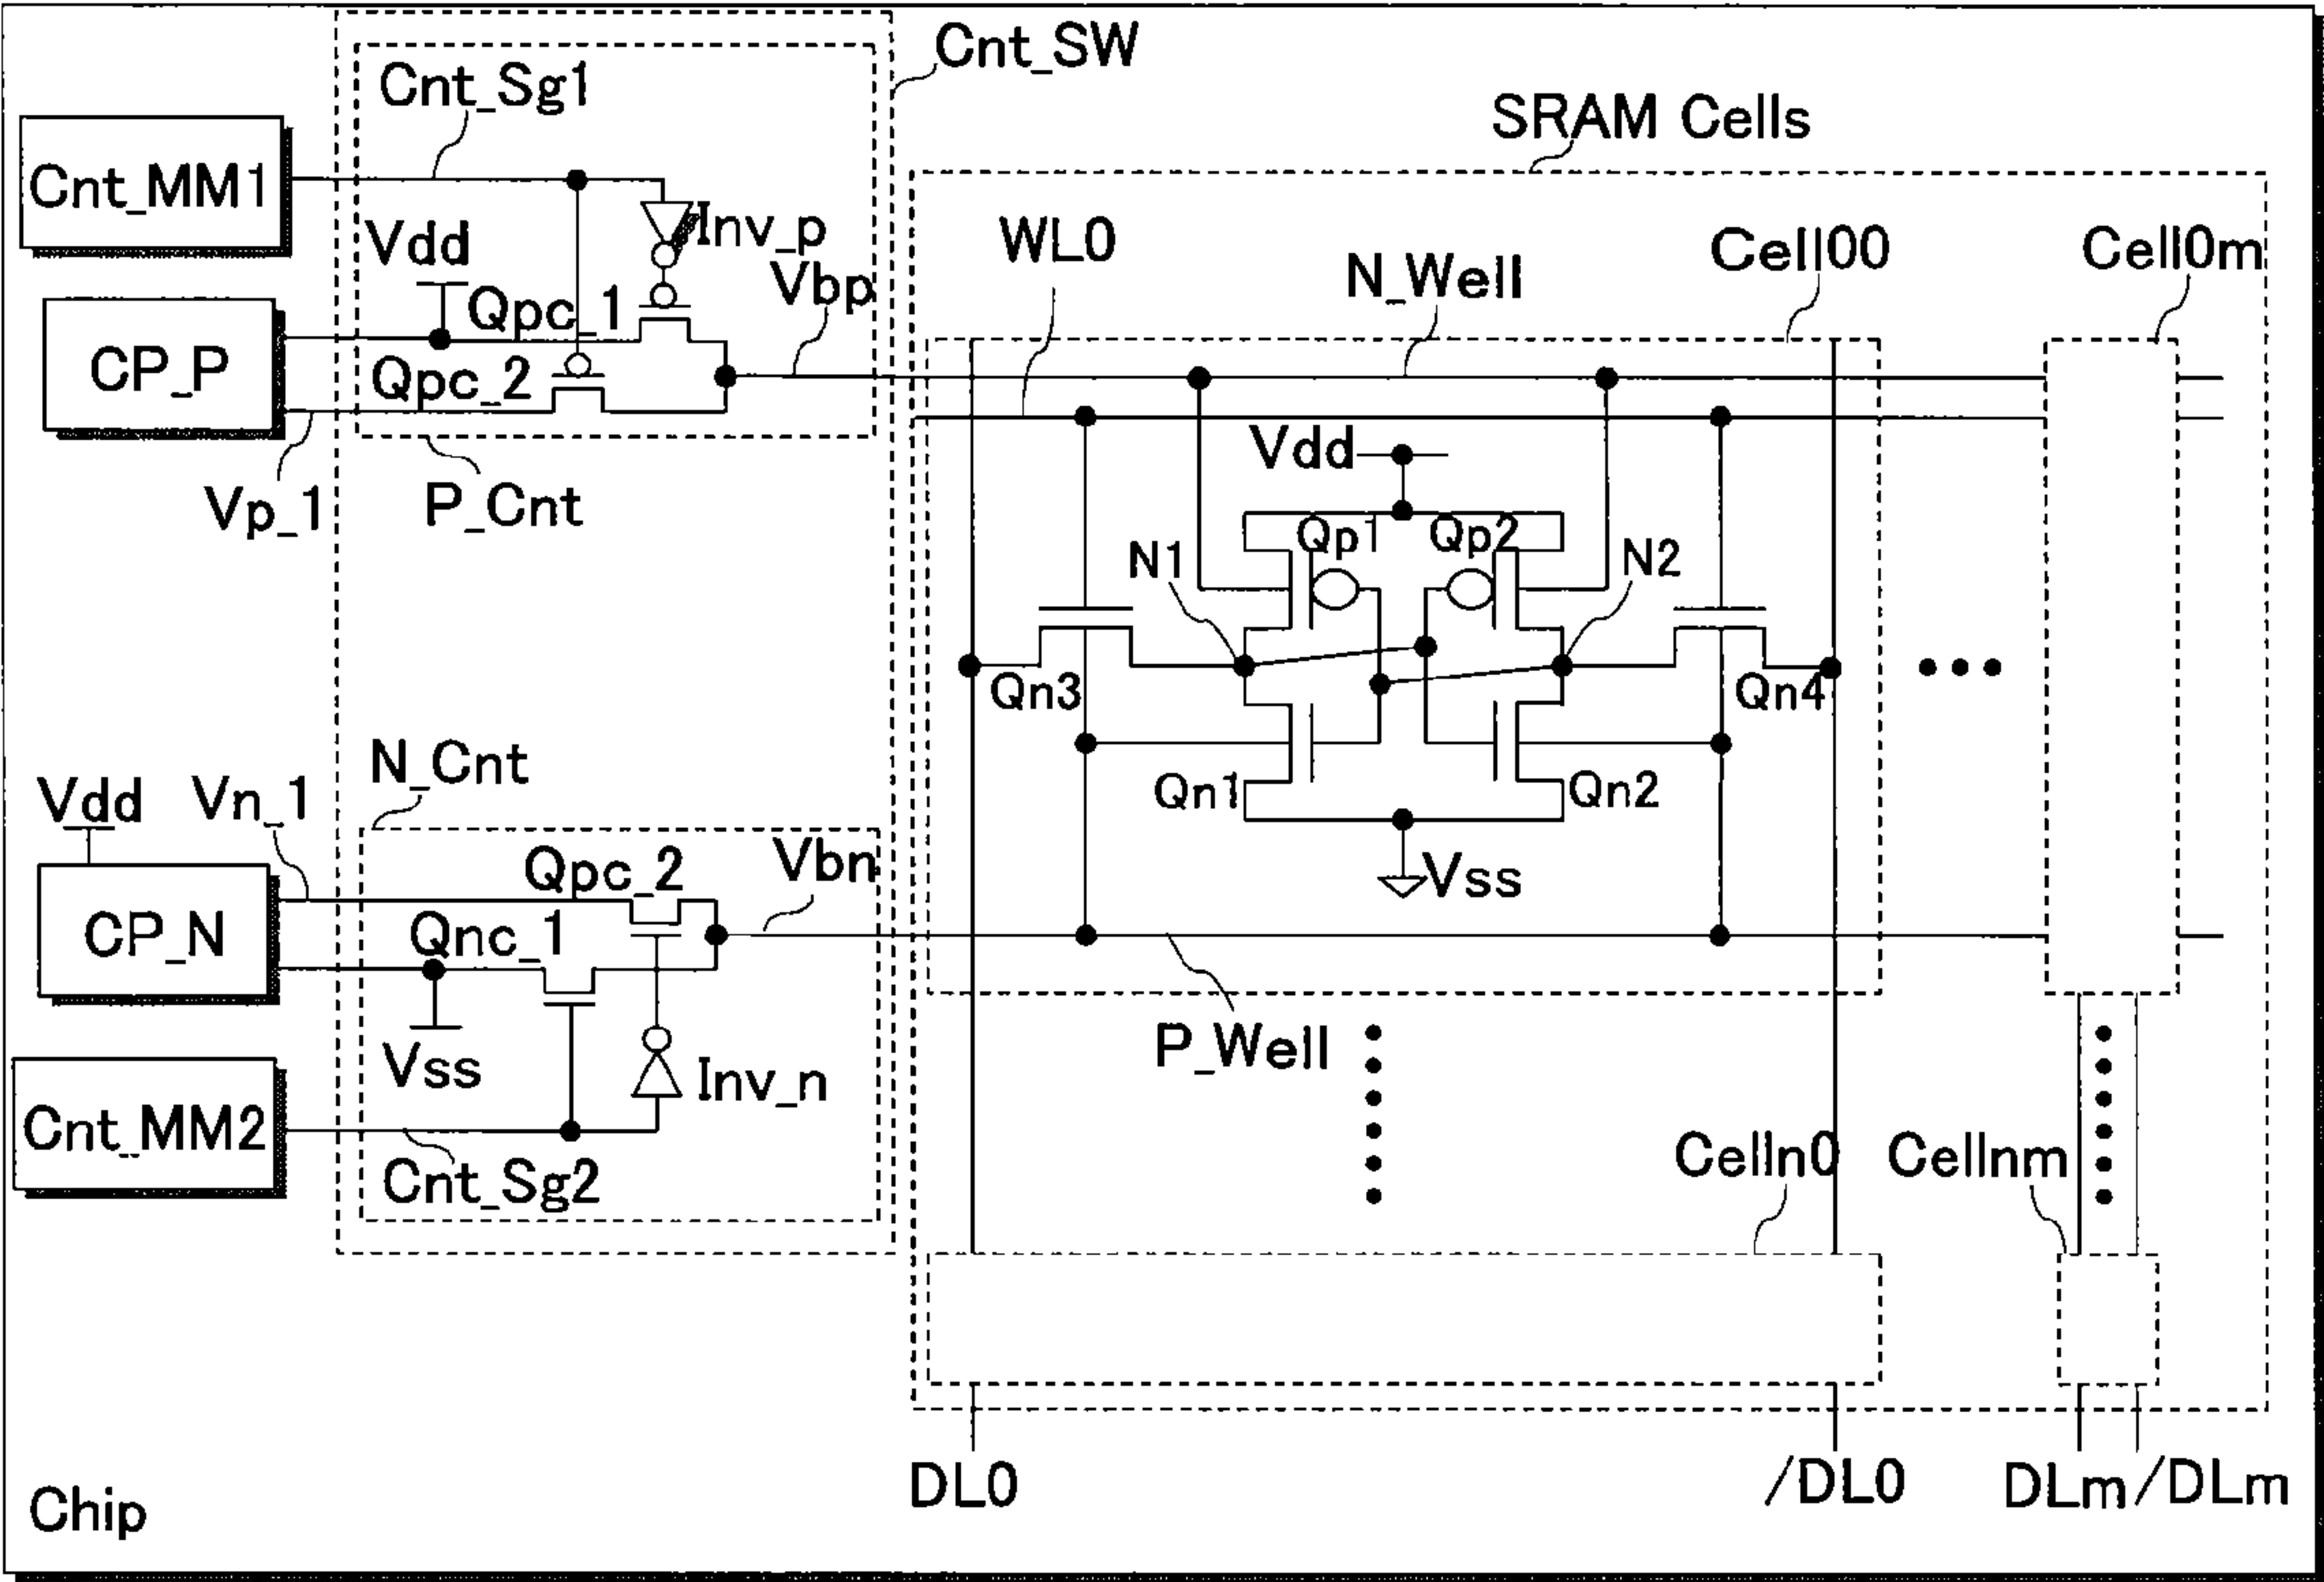 Cnt_SW
Cnt_Sg1
SRAM Cells
Cnt_MM1
Inv_p
Vdd
WL0
N_Well
Cell00
Cell0m
Vbp
Qpc_1
CP_P
Qpc_2
Vp_1
P_Cnt
Vdd
Qp1
Qp2
N1
N2
Qn3
Qn4
N_Cnt
Vdd
Vn_1
Qn1
Qn2
Qpc_2
Vbn
Vss
CP_N
Qnc_1
P_Well
Vss
Inv_n
Cnt_MM2
Cnt_Sg2
Celln0
Cellnm
DL0
/DL0
DLm
/DLm
Chip